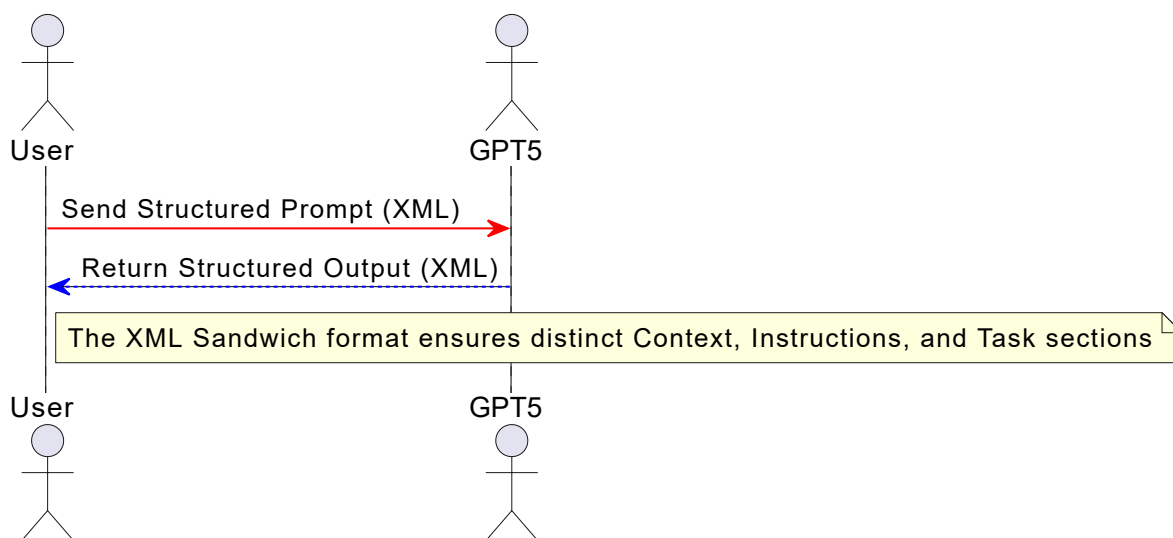 User GPT5
Send Structured Prompt (XML)
Return Structured Output (XML)
The XML Sandwich format ensures distinct Context, Instructions, and Task sections
User GPT5